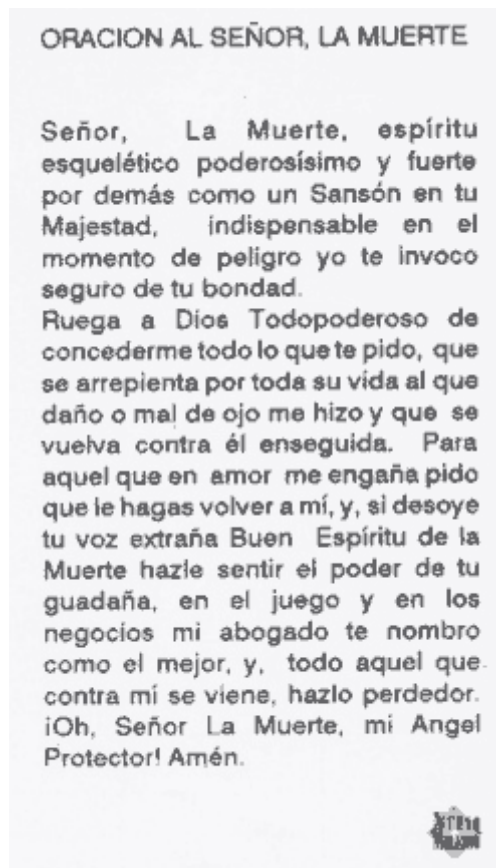 ORACION AL SEÑOR, LA MUERTE
Señor, La Muerte, espíritu
esquelético poderosísimo y fuerte
por demás como un Sansón en tu
Majestad, indispensable en el
momento de peligro yo te invoco
seguro de tu bondad.
Ruega a Dios Todopoderoso de
concederme todo lo que te pido, que
se arrepienta por toda su vida al que
daño o mal de ojo me hizo y que se
vuelva contra él enseguida. Para
aquel que en amor me engaña pido
que le hagas volver a mí, y, si desoye
tu voz extraña Buen Espíritu de la
Muerte hazle sentir el poder de tu
guadaña, en el juego y en los
negocios mi abogado te nombro
como el mejor, y, todo aquel que
contra mí se viene, hazlo perdedor.
¡Oh, Señor La Muerte, mi Angel
Protector! Amén.